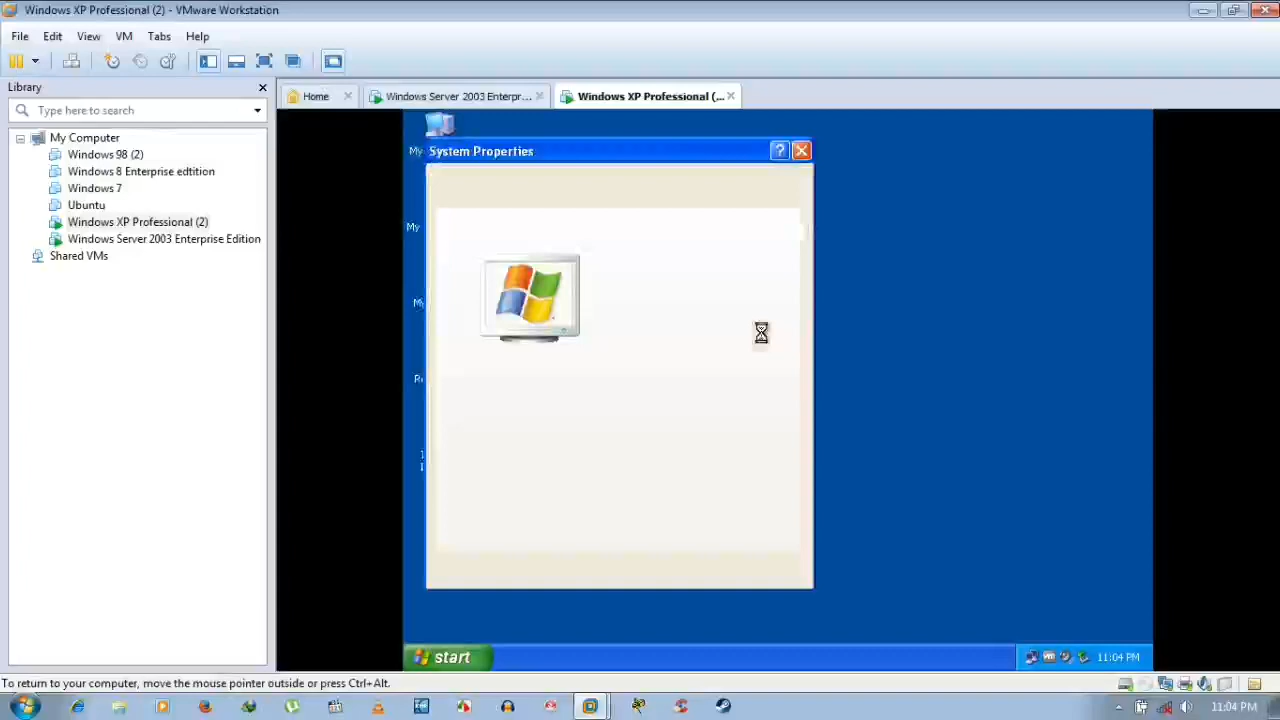 Windows XP Professional (2) - VMware Workstation
File Edit View VM Tabs Help
Library
Type here to search
My Computer
Windows 98 (2)
Windows 8 Enterprise edtition
Windows 7
Ubuntu
Windows XP Professional (2)
Windows Server 2003 Enterprise Edition
Shared VMs
Home
Windows Server 2003 Enterpr...
Windows XP Professional (...
My
System Properties
My
My
start
11:04 PM
To return to your computer, move the mouse pointer outside or press Ctrl+Alt.
11:04 PM